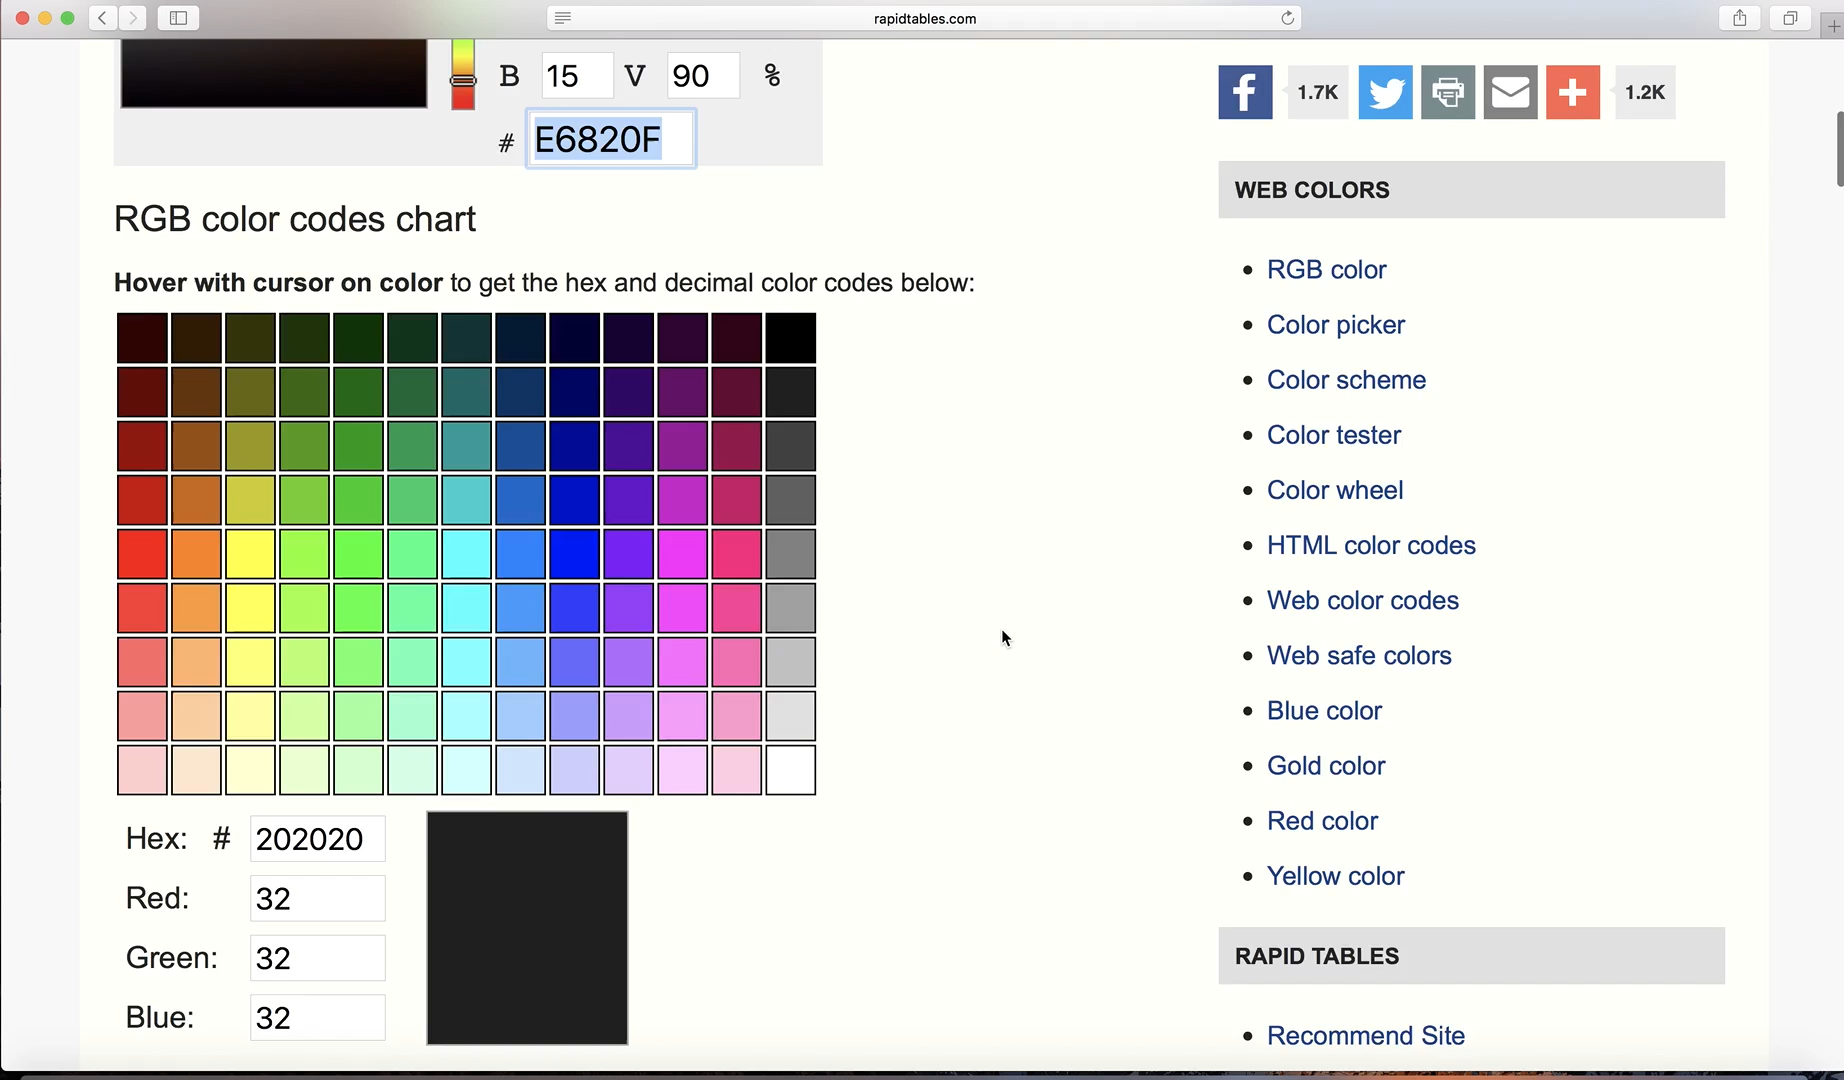 rapidtables.com
B 15 V 90 %
# E6820F
RGB color codes chart
Hover with cursor on color to get the hex and decimal color codes below:
Hex: # 202020
Red: 32
Green: 32
Blue: 32
1.7K
1.2K
WEB COLORS
RGB color
Color picker
Color scheme
Color tester
Color wheel
HTML color codes
Web color codes
Web safe colors
Blue color
Gold color
Red color
Yellow color
RAPID TABLES
Recommend Site